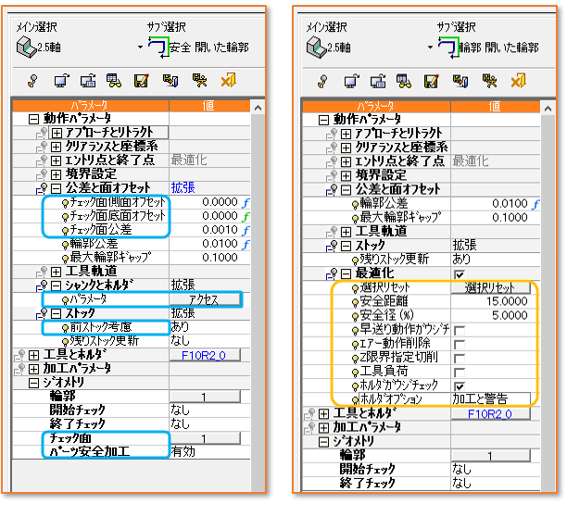 メイン選択 サブ選択
2.5軸 安全 開いた輪郭
パラメータ 値
動作パラメータ
アプローチとリトラクト
クリアランスと座標系
エントリ点と終了点 最適化
境界設定
公差と面オフセット 拡張
チェック面側面オフセット 0.0000 f
チェック面底面オフセット 0.0000 f
チェック面公差 0.0010 f
輪郭公差 0.0100 f
最大輪郭ギャップ 0.1000
工具軌道
シャンクとホルダ 拡張
パラメータ アクセス
ストック 拡張
前ストック考慮 あり
残りストック更新 なし
工具とホルダ F10R2_0
加工パラメータ
ジオメトリ
輪郭 1
開始チェック なし
終了チェック なし
チェック面 1
パーツ安全加工 有効
メイン選択 サブ選択
2.5軸 輪郭 開いた輪郭
パラメータ 値
動作パラメータ
アプローチとリトラクト
クリアランスと座標系
エントリ点と終了点 最適化
境界設定
公差と面オフセット
輪郭公差 0.0100 f
最大輪郭ギャップ 0.1000
工具軌道
ストック 拡張
残りストック更新 あり
最適化
選択リセット 選択リセット
安全距離 15.0000
安全径(%) 5.0000
早送り動作ガウジチ
エアー動作削除
Z限界指定切削
工具負荷
ホルダガウジチェック
ホルダオプション 加工と警告
工具とホルダ F10R2_0
加工パラメータ
ジオメトリ
輪郭 1
開始チェック なし
終了チェック なし